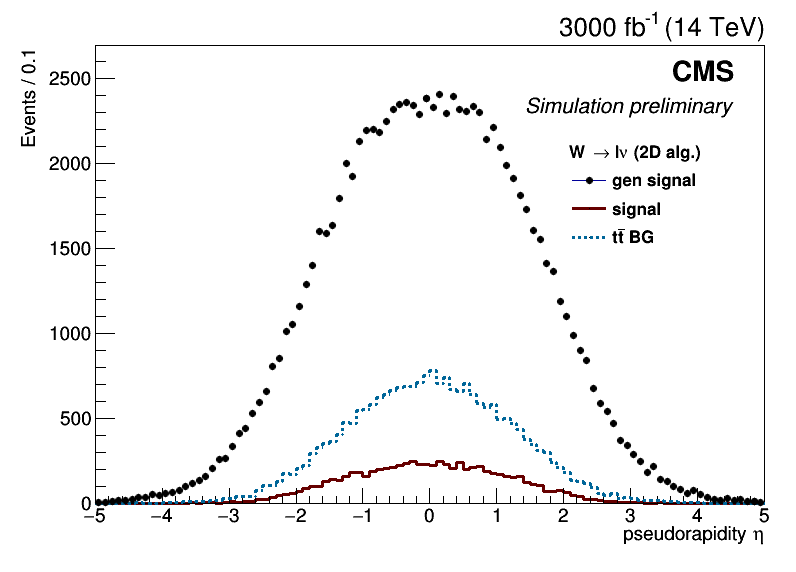 3000 fb⁻¹ (14 TeV)
Events / 0.1
CMS
Simulation preliminary
W → lν (2D alg.)
gen signal
signal
tt̄ BG
2500
2000
1500
1000
500
0
−5 −4 −3 −2 −1 0 1 2 3 4 5
pseudorapidity η